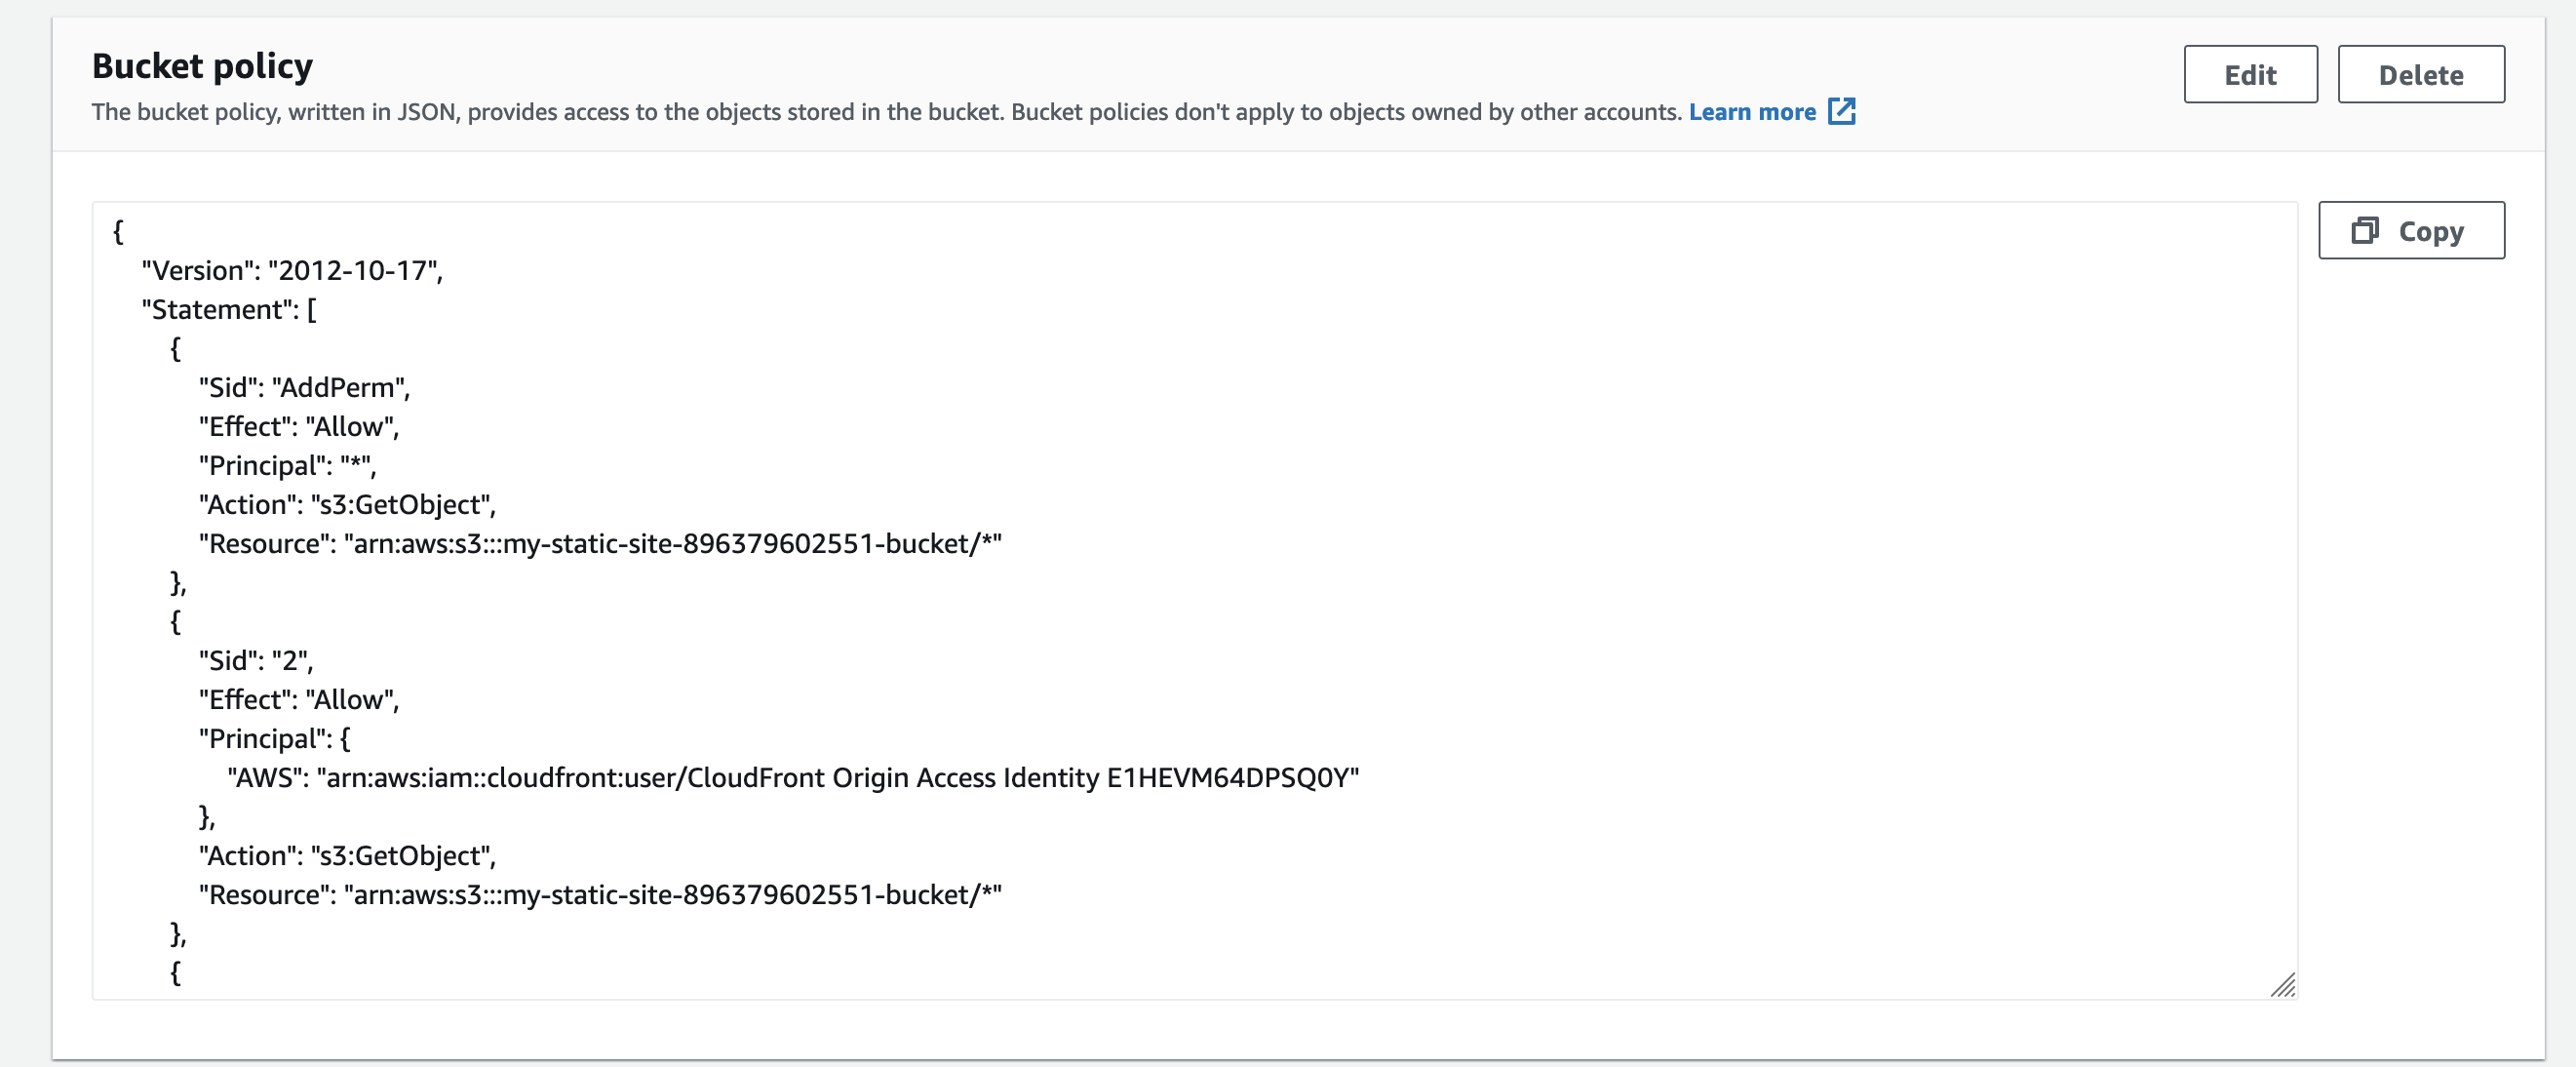 Bucket policy
Edit
Delete
The bucket policy, written in JSON, provides access to the objects stored in the bucket. Bucket policies don't apply to objects owned by other accounts. Learn more
Copy
{
"Version": "2012-10-17",
"Statement": [
{
"Sid": "AddPerm",
"Effect": "Allow",
"Principal": "*",
"Action": "s3:GetObject",
"Resource": "arn:aws:s3:::my-static-site-896379602551-bucket/*"
},
{
"Sid": "2",
"Effect": "Allow",
"Principal": {
"AWS": "arn:aws:iam::cloudfront:user/CloudFront Origin Access Identity E1HEVM64DPSQ0Y"
},
"Action": "s3:GetObject",
"Resource": "arn:aws:s3:::my-static-site-896379602551-bucket/*"
},
{